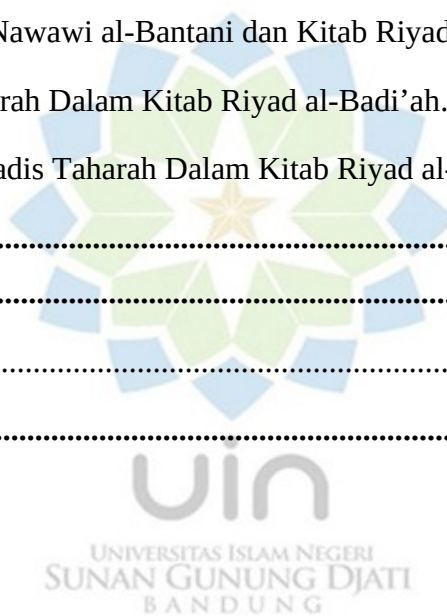 Nawawi al-Bantani dan Kitab Riyad
rah Dalam Kitab Riyad al-Badi’ah.
adis Taharah Dalam Kitab Riyad al-
..............................................................
..............................................................
..............................................................
..............................................................
uin
UNIVERSITAS ISLAM NEGERI
SUNAN GUNUNG DJATI
BANDUNG